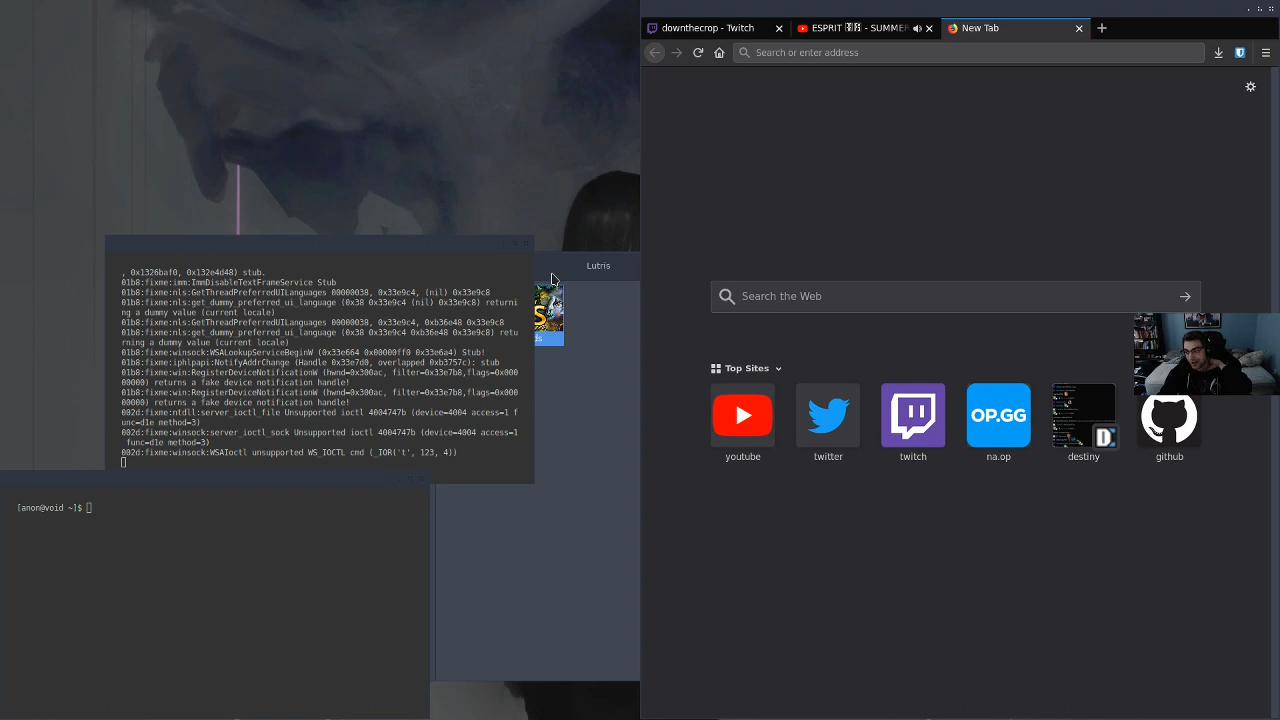 downthecrop - Twitch
ESPRIT 空想 - SUMMER
New Tab
Search or enter address
, 0x1326baf0, 0x132e4d48) stub.
01b8:fixme:imm:ImmDisableTextFrameService Stub
01b8:fixme:nls:GetThreadPreferredUILanguages 00000038, 0x33e9c4, (nil) 0x33e9c8
01b8:fixme:nls:get_dummy_preferred_ui_language (0x38 0x33e9c4 (nil) 0x33e9c8) returni
ng a dummy value (current locale)
01b8:fixme:nls:GetThreadPreferredUILanguages 00000038, 0x33e9c4, 0xb36e48 0x33e9c8
01b8:fixme:nls:get_dummy_preferred_ui_language (0x38 0x33e9c4 0xb36e48 0x33e9c8) retu
rning a dummy value (current locale)
01b8:fixme:winsock:WSALookupServiceBeginW (0x33e664 0x00000ff0 0x33e6a4) Stub!
01b8:fixme:iphlpapi:NotifyAddrChange (Handle 0x33e7d0, overlapped 0xb3757c): stub
01b8:fixme:win:RegisterDeviceNotificationW (hwnd=0x300ac, filter=0x33e7b8,flags=0x000
00000) returns a fake device notification handle!
01b8:fixme:win:RegisterDeviceNotificationW (hwnd=0x300ac, filter=0x33e7b8,flags=0x000
00000) returns a fake device notification handle!
002d:fixme:ntdll:server_ioctl_file Unsupported ioctl 4004747b (device=4004 access=1 f
unc=d1e method=3)
002d:fixme:winsock:server_ioctl_sock Unsupported ioctl 4004747b (device=4004 access=1
 func=d1e method=3)
002d:fixme:winsock:WSAIoctl unsupported WS_IOCTL cmd (_IOR('t', 123, 4))
Lutris
ds
[anon@void ~]$
Search the Web
Top Sites
OP.GG
D
youtube
twitter
twitch
na.op
destiny
github